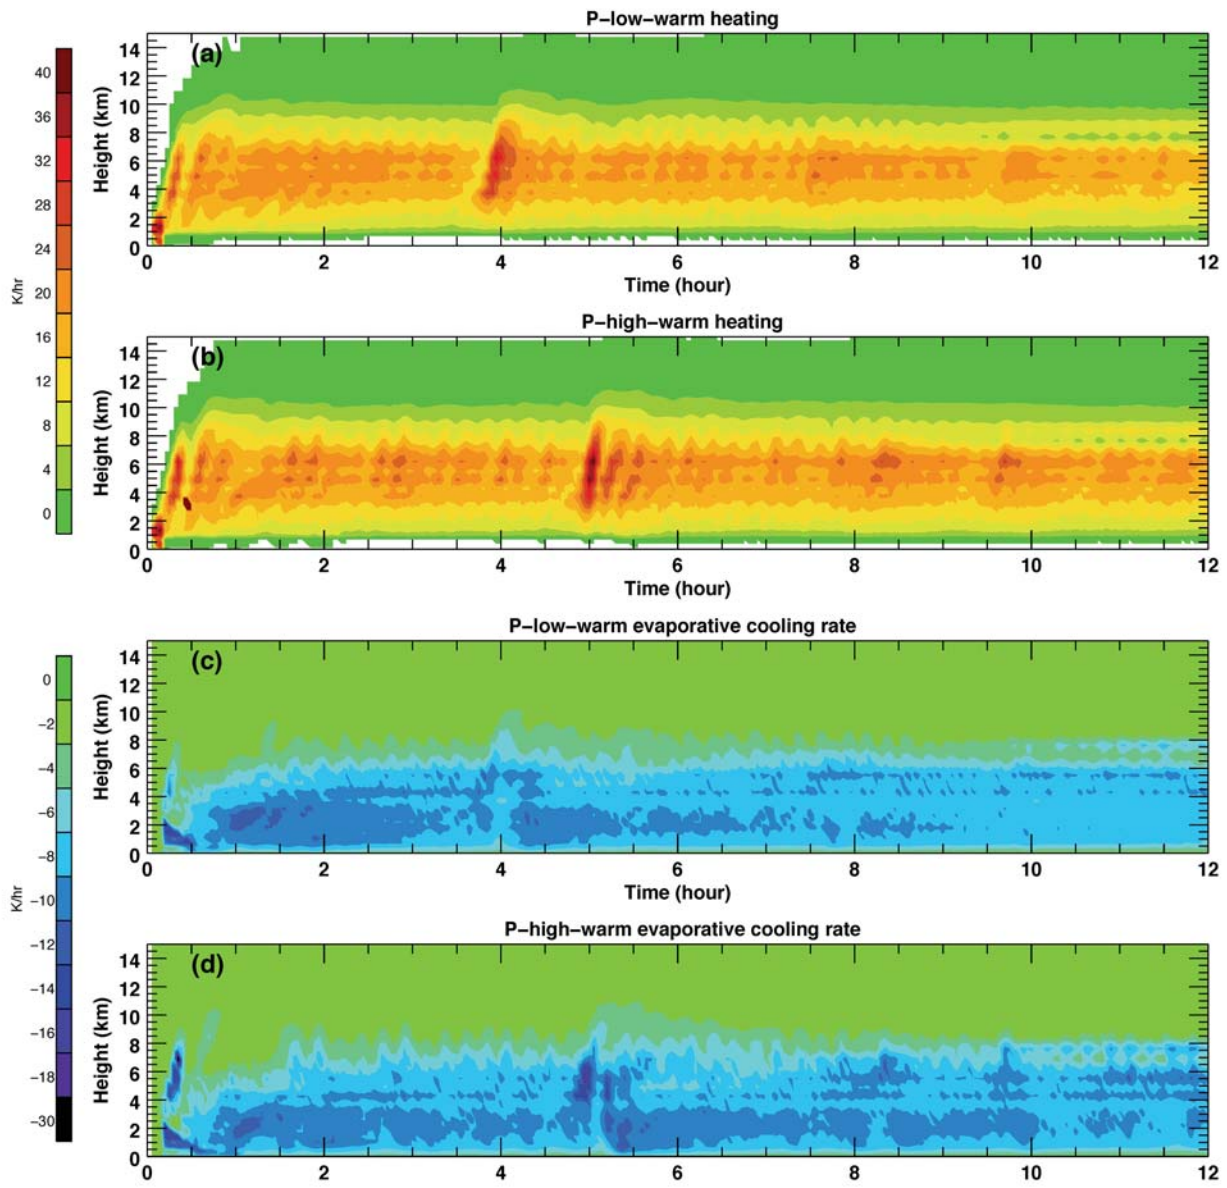 P–low–warm heating
(a)
14
12
10
8
6
4
2
0
Height (km)
0 2 4 6 8 10 12
Time (hour)
40
36
32
28
24
20
16
12
8
4
0
K/hr
P–high–warm heating
(b)
14
12
10
8
6
4
2
0
Height (km)
0 2 4 6 8 10 12
Time (hour)
P–low–warm evaporative cooling rate
(c)
14
12
10
8
6
4
2
0
Height (km)
0 2 4 6 8 10 12
Time (hour)
0
−2
−4
−6
−8
−10
−12
−14
−16
−18
−30
K/hr
P–high–warm evaporative cooling rate
(d)
14
12
10
8
6
4
2
0
Height (km)
0 2 4 6 8 10 12